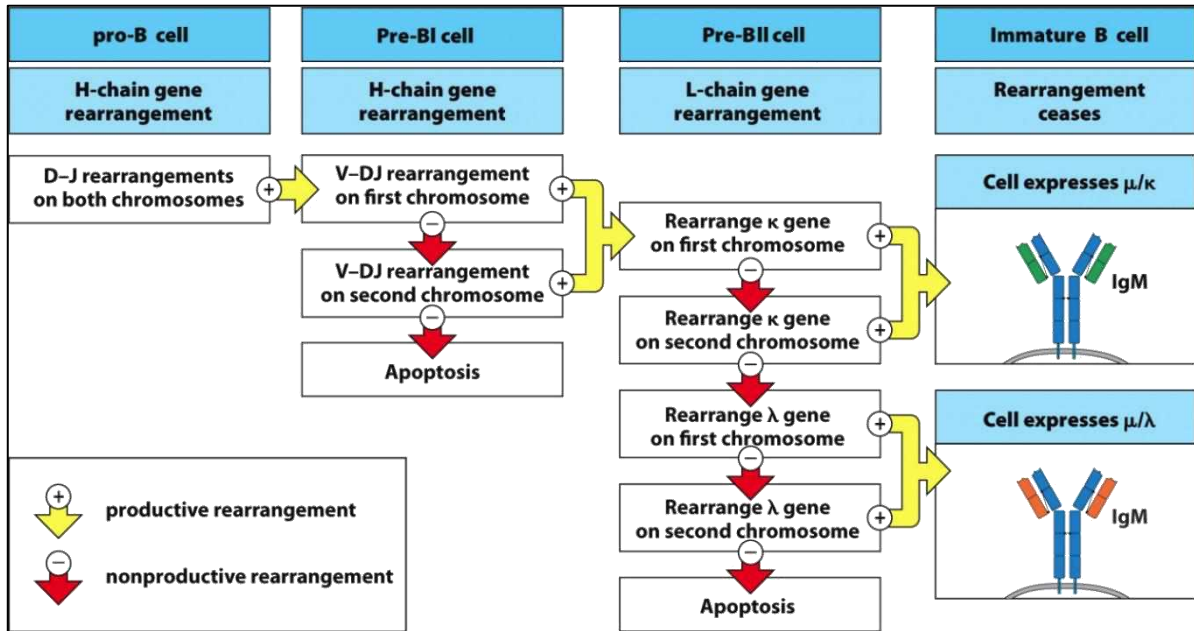 pro-B cell
H-chain gene
rearrangement
D–J rearrangements
on both chromosomes
+
Pre-BI cell
H-chain gene
rearrangement
V–DJ rearrangement
on first chromosome
+
−
V–DJ rearrangement
on second chromosome
+
−
Apoptosis
Pre-BII cell
L-chain gene
rearrangement
Rearrange κ gene
on first chromosome
+
−
Rearrange κ gene
on second chromosome
+
−
Rearrange λ gene
on first chromosome
+
−
Rearrange λ gene
on second chromosome
+
−
Apoptosis
Immature B cell
Rearrangement
ceases
Cell expresses μ/κ
IgM
Cell expresses μ/λ
IgM
+
productive rearrangement
−
nonproductive rearrangement